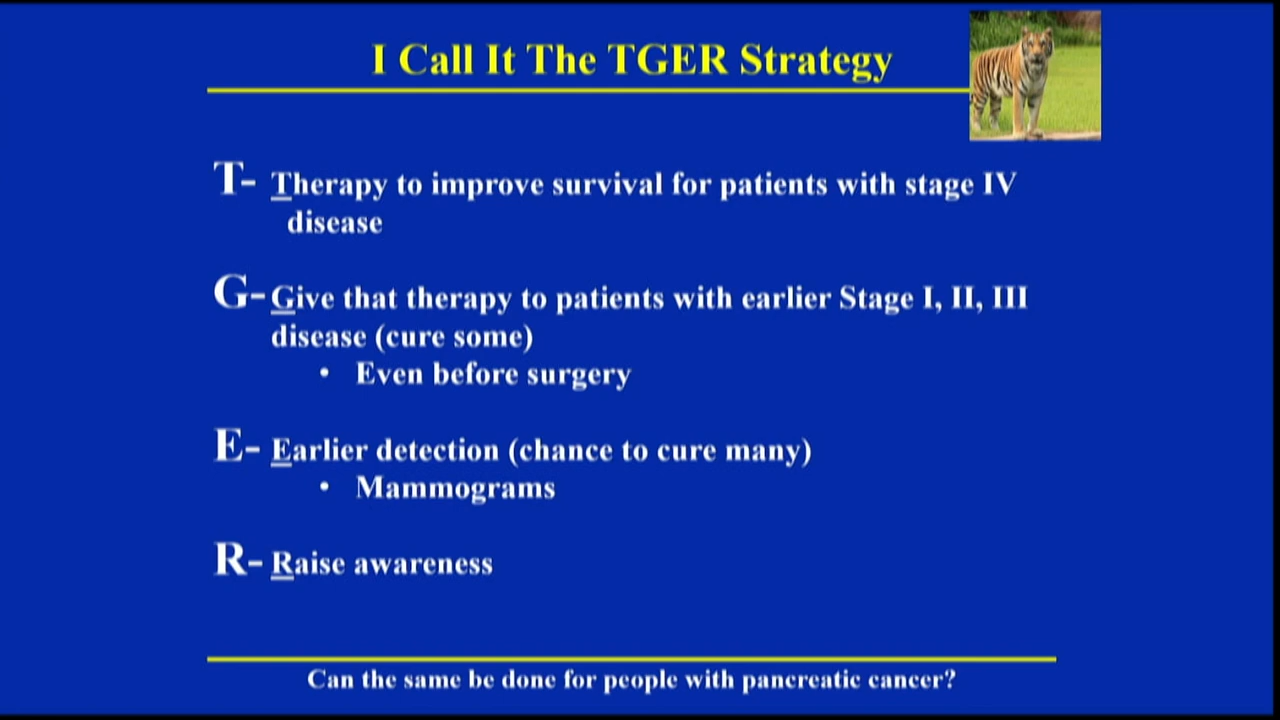 I Call It The TGER Strategy
T- Therapy to improve survival for patients with stage IV
disease
G- Give that therapy to patients with earlier Stage I, II, III
disease (cure some)
• Even before surgery
E- Earlier detection (chance to cure many)
• Mammograms
R- Raise awareness
Can the same be done for people with pancreatic cancer?